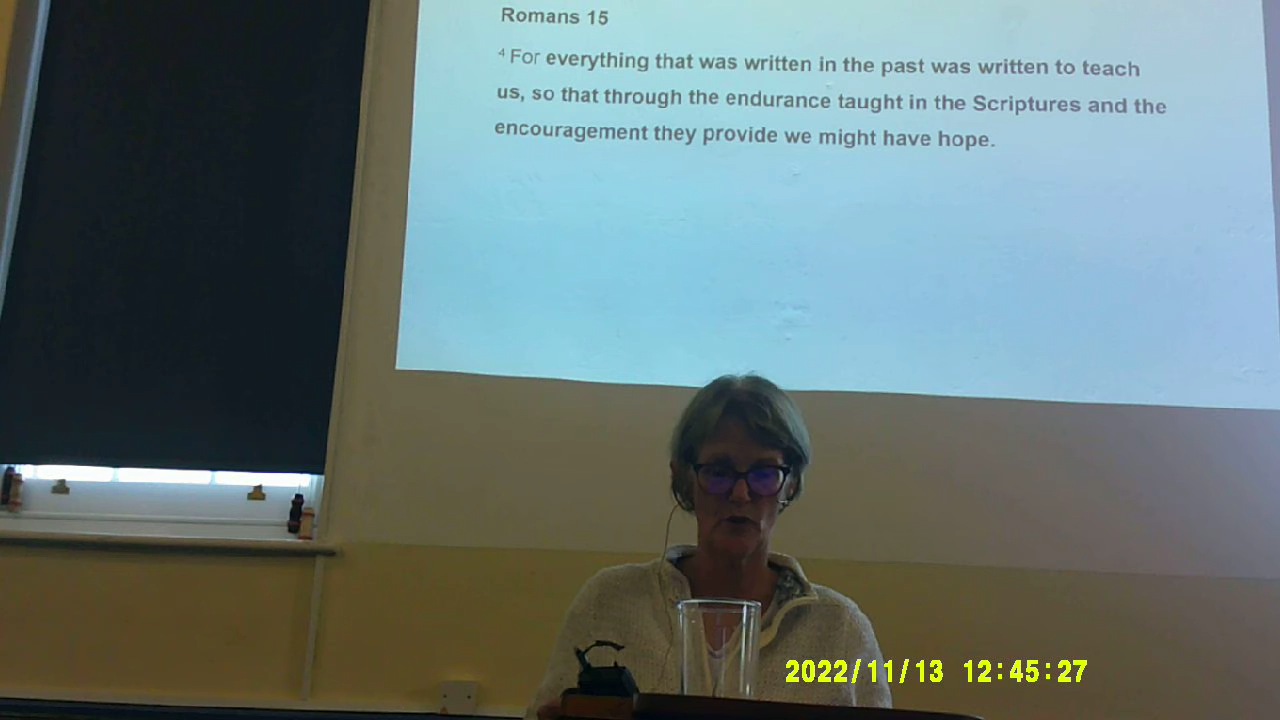 Romans 15
4 For everything that was written in the past was written to teach
us, so that through the endurance taught in the Scriptures and the
encouragement they provide we might have hope.
2022/11/13 12:45:27